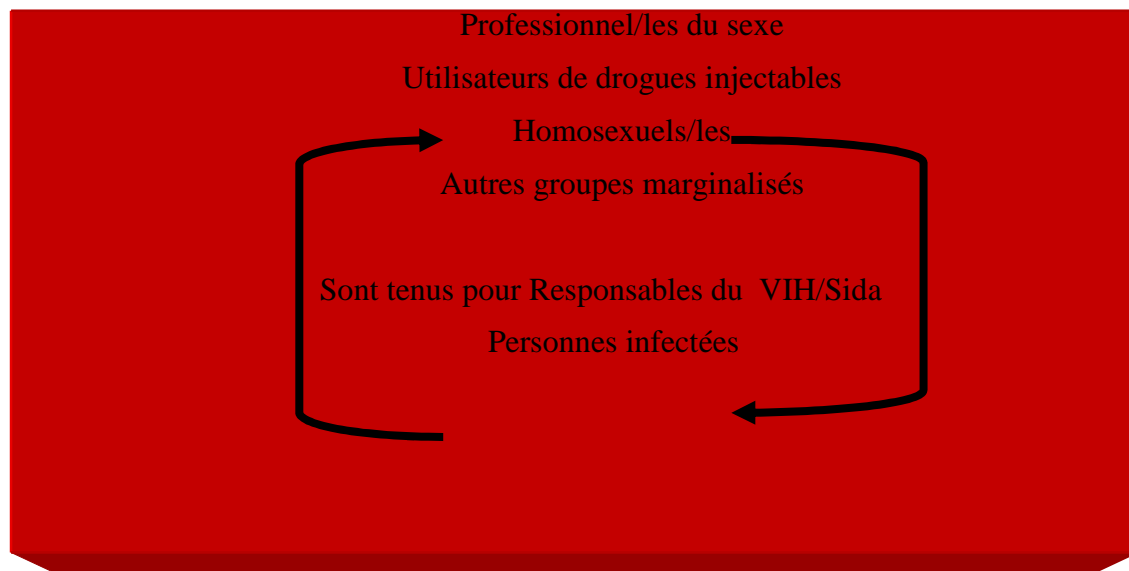 Professionnel/les du sexe
Utilisateurs de drogues injectables
Homosexuels/les
Autres groupes marginalisés
Sont tenus pour Responsables du VIH/Sida
Personnes infectées